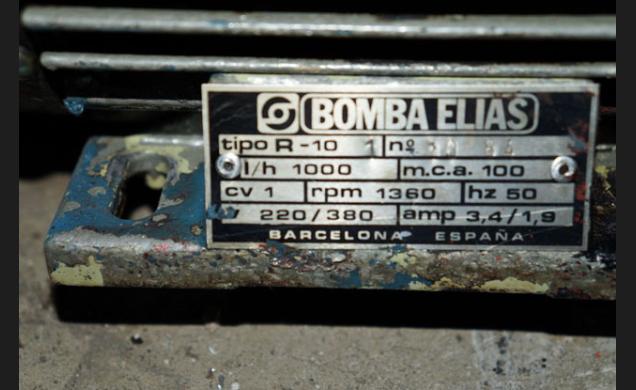 BOMBA ELIAS
tipo R-10 1 nº
l/h 1000 m.c.a. 100
cv 1 rpm 1360 hz 50
220/380 amp 3,4/1,9
BARCELONA ESPAÑA